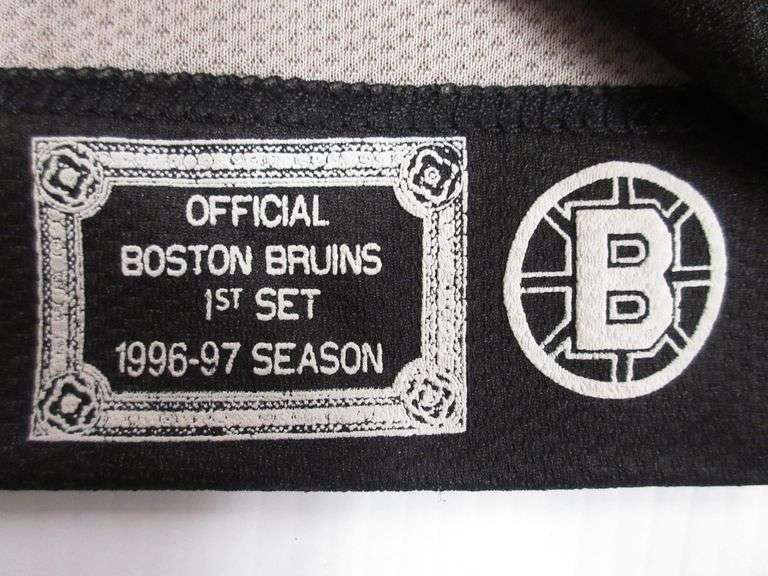 OFFICIAL
BOSTON BRUINS
1ST SET
1996-97 SEASON
B